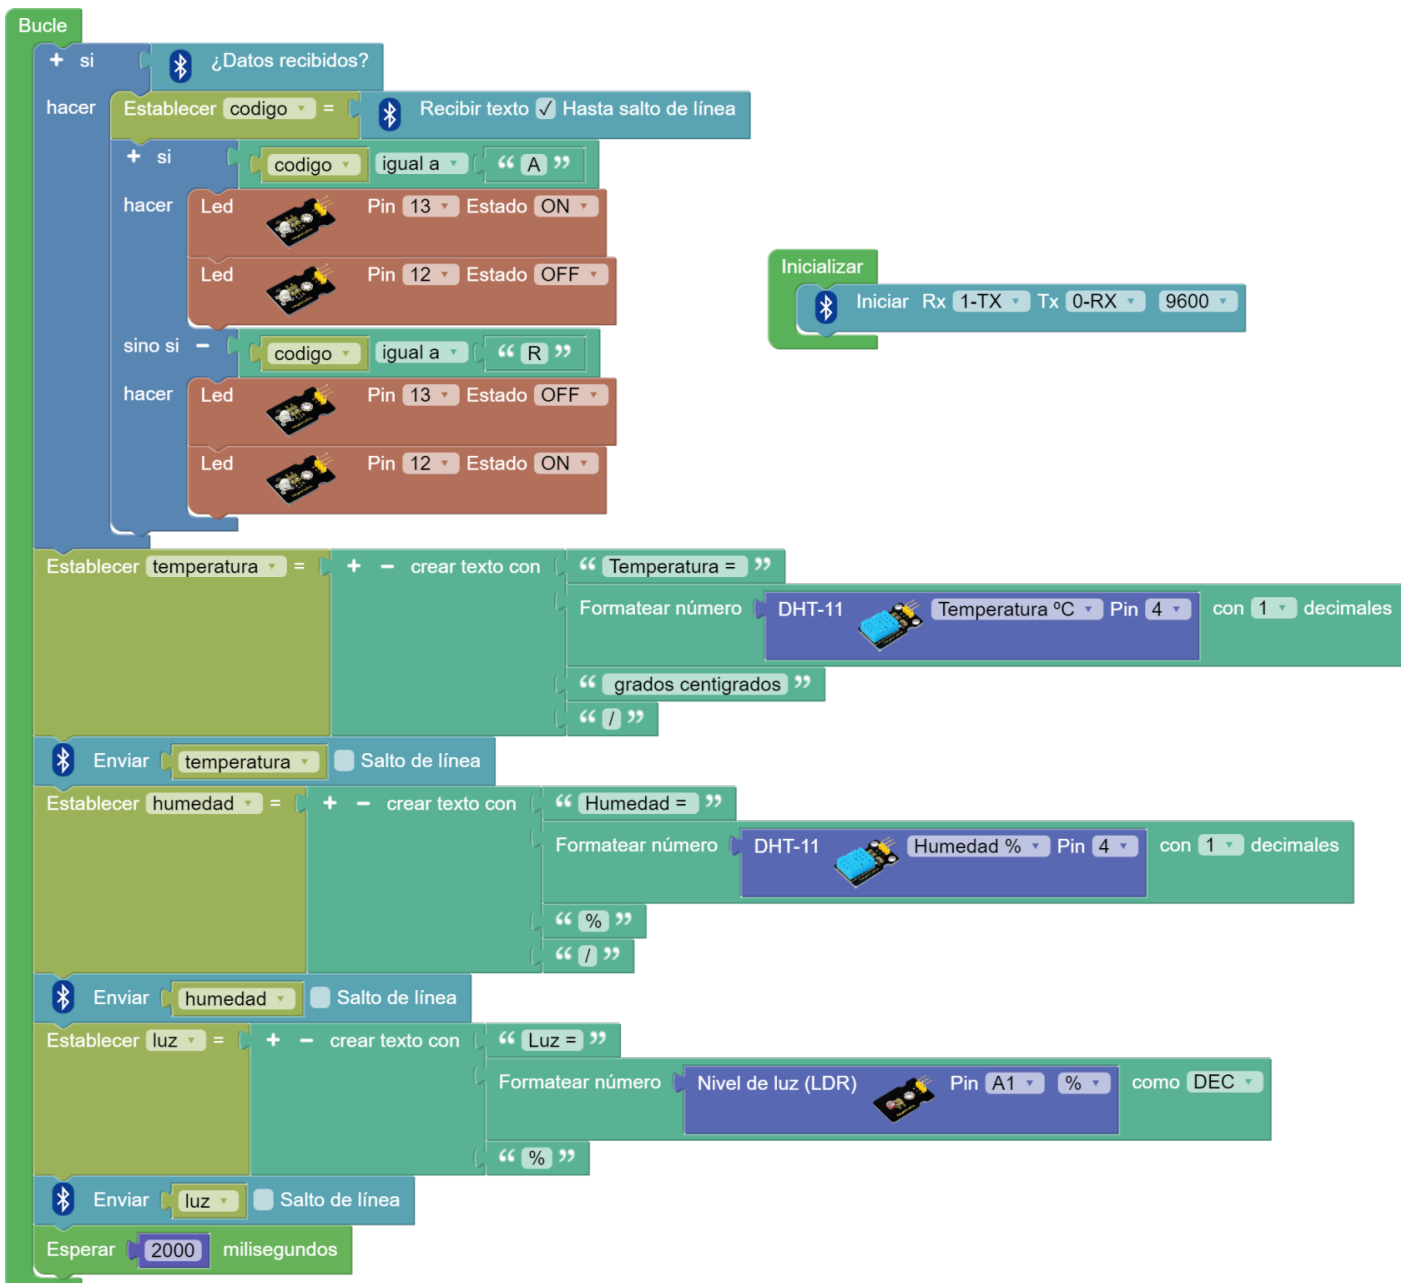 Bucle
+ si ¿Datos recibidos?
hacer Establecer codigo = Recibir texto ✓ Hasta salto de línea
+ si codigo igual a “ A ”
hacer Led Pin 13 Estado ON
Led Pin 12 Estado OFF
sino si − codigo igual a “ R ”
hacer Led Pin 13 Estado OFF
Led Pin 12 Estado ON
Inicializar
Iniciar Rx 1-TX Tx 0-RX 9600
Establecer temperatura = + − crear texto con “ Temperatura = ”
Formatear número DHT-11 Temperatura ºC Pin 4 con 1 decimales
“ grados centigrados ”
“ / ”
Enviar temperatura Salto de línea
Establecer humedad = + − crear texto con “ Humedad = ”
Formatear número DHT-11 Humedad % Pin 4 con 1 decimales
“ % ”
“ / ”
Enviar humedad Salto de línea
Establecer luz = + − crear texto con “ Luz = ”
Formatear número Nivel de luz (LDR) Pin A1 % como DEC
“ % ”
Enviar luz Salto de línea
Esperar 2000 milisegundos